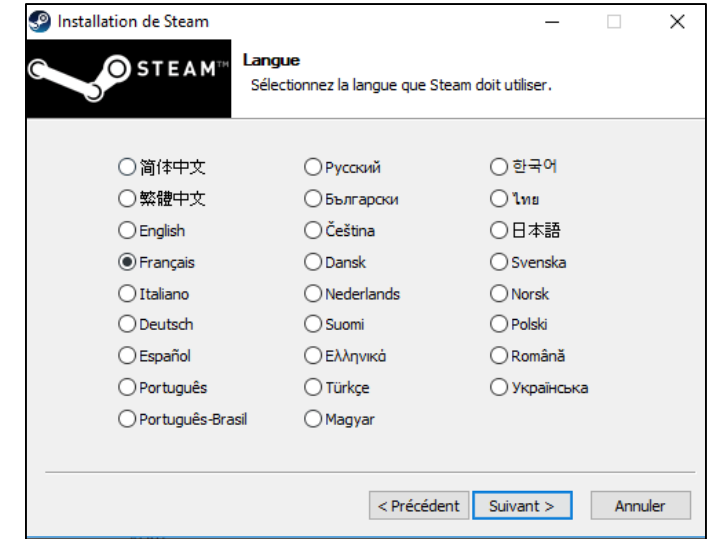 Installation de Steam
STEAM™
Langue
Sélectionnez la langue que Steam doit utiliser.
简体中文
繁體中文
English
Français
Italiano
Deutsch
Español
Português
Português-Brasil
Русский
Български
Čeština
Dansk
Nederlands
Suomi
Ελληνικά
Türkçe
Magyar
한국어
ไทย
日本語
Svenska
Norsk
Polski
Română
Українська
< Précédent
Suivant >
Annuler